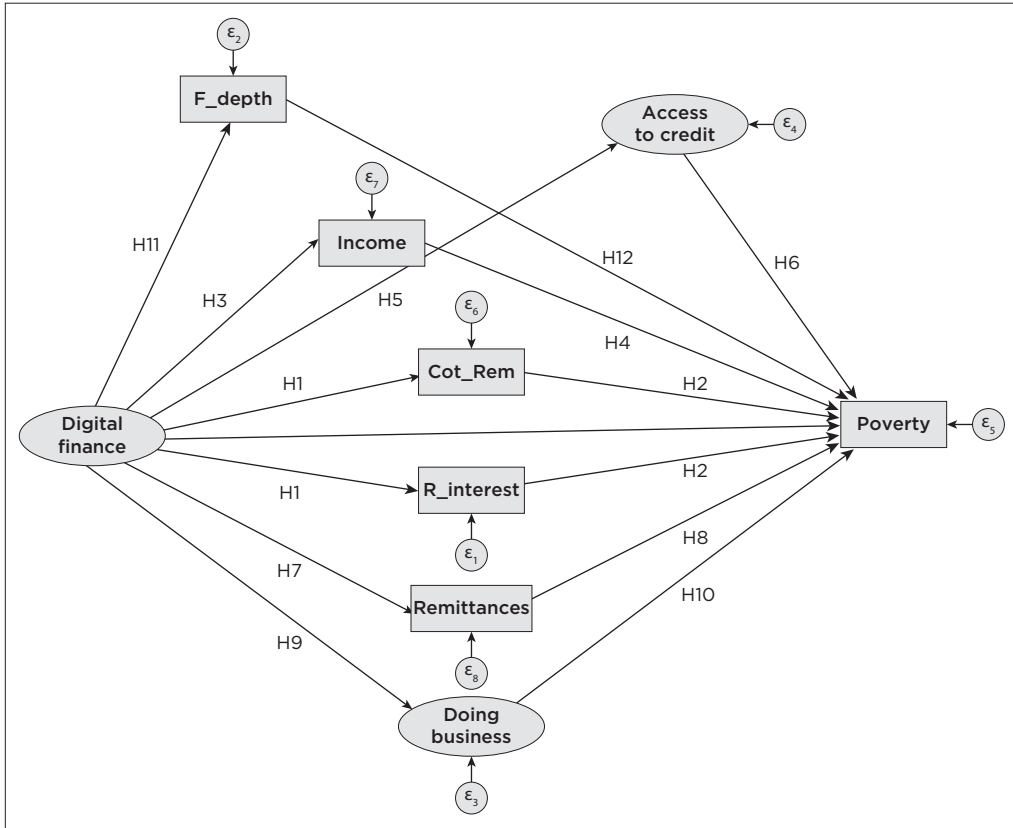 ε2
F_depth
Access
to credit
ε4
ε7
Income
H11
H12
H6
H3
H5
ε6
H4
Cot_Rem
H1
H2
Digital
finance
Poverty
ε5
R_interest
H2
H1
ε1
H8
H7
Remittances
H10
H9
ε8
Doing
business
ε3